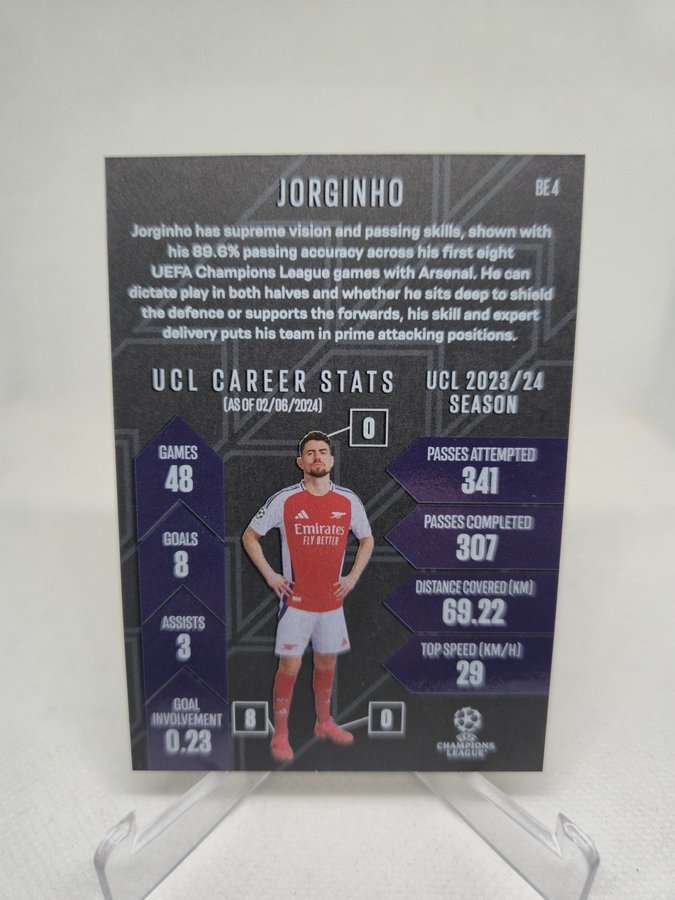 JORGINHO
BE 4
Jorginho has supreme vision and passing skills, shown with
his 89.6% passing accuracy across his first eight
UEFA Champions League games with Arsenal. He can
dictate play in both halves and whether he sits deep to shield
the defence or supports the forwards, his skill and expert
delivery puts his team in prime attacking positions.
UCL CAREER STATS
(AS OF 02/06/2024)
UCL 2023/24
SEASON
0
GAMES
48
GOALS
8
ASSISTS
3
GOAL
INVOLVEMENT
0.23
Emirates
FLY BETTER
8
0
PASSES ATTEMPTED
341
PASSES COMPLETED
307
DISTANCE COVERED (KM)
69.22
TOP SPEED (KM/H)
29
UEFA
CHAMPIONS
LEAGUE